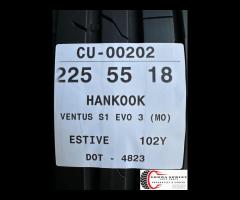 CU-00202
225 55 18
HANKOOK
VENTUS S1 EVO 3 (MO)
ESTIVE 102Y
DOT - 4823